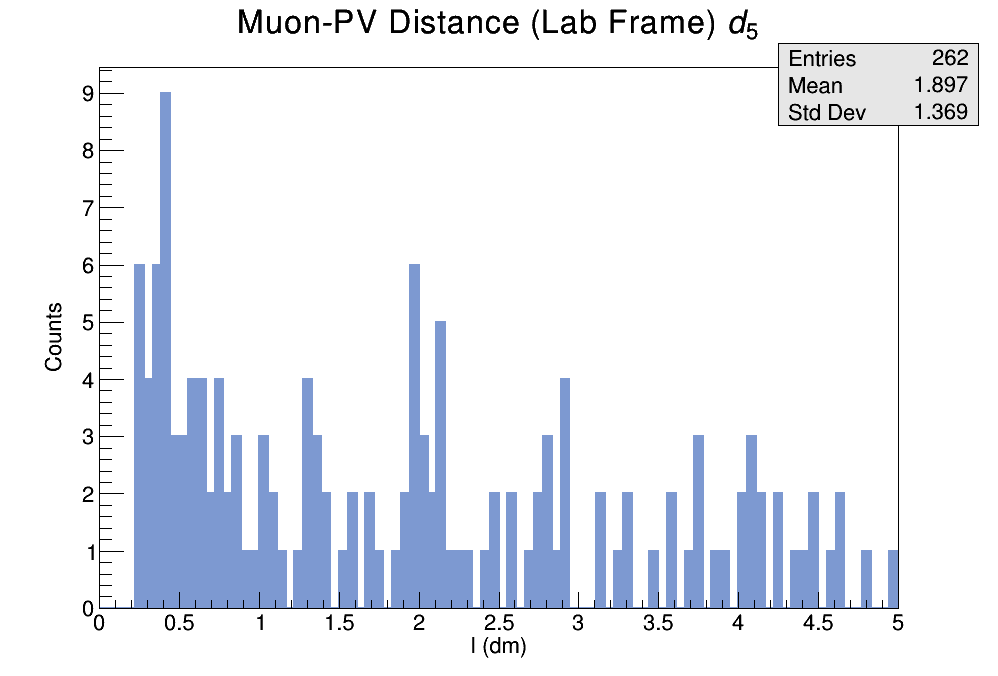 Muon-PV Distance (Lab Frame) d5
Entries 262
Mean 1.897
Std Dev 1.369
9
8
7
6
5
4
3
2
1
0
Counts
0 0.5 1 1.5 2 2.5 3 3.5 4 4.5 5
l (dm)